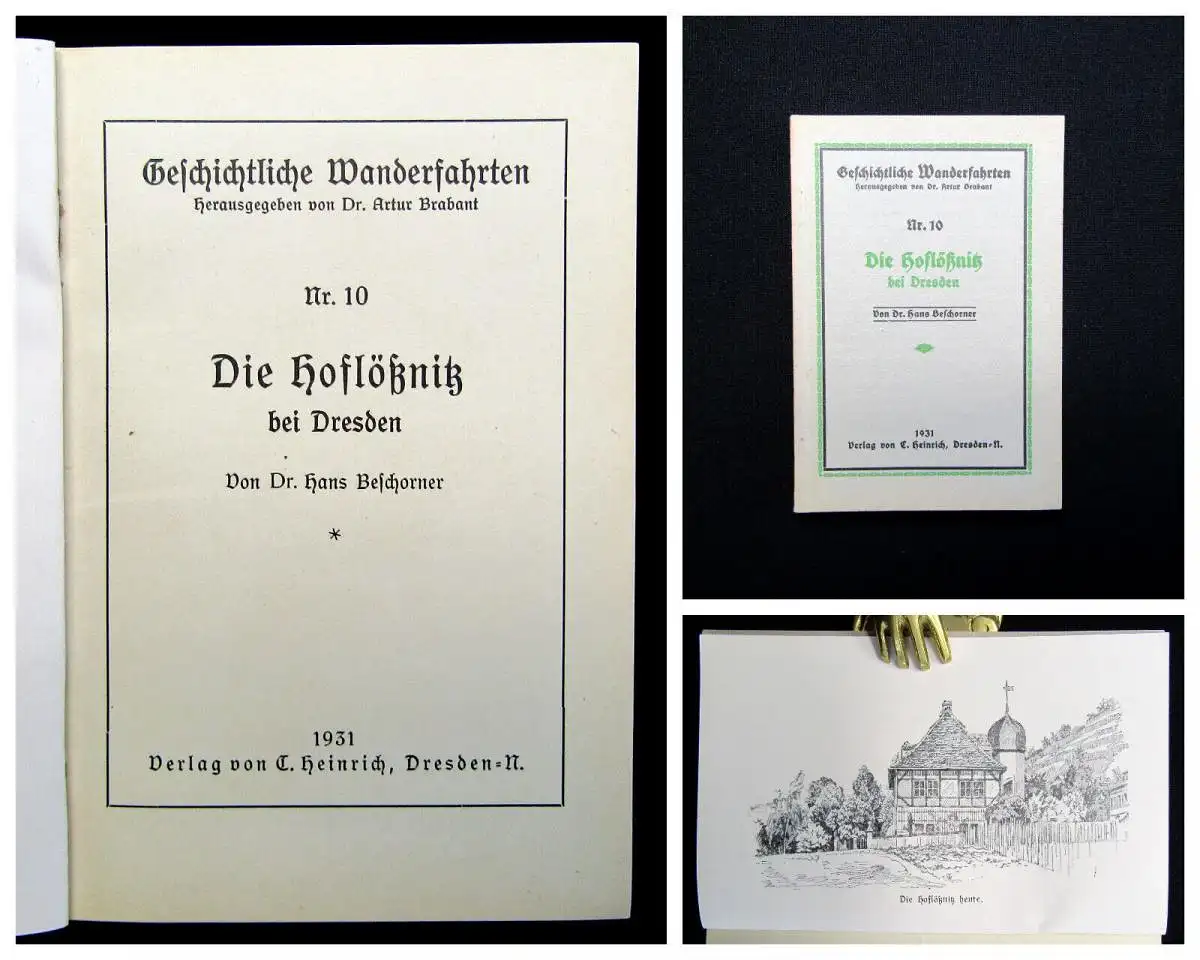 Geschichtliche Wanderfahrten
Herausgegeben von Dr. Artur Brabant
Nr. 10
Die Hoflößnitz
bei Dresden
Von Dr. Hans Beschorner
*
1931
Verlag von C. Heinrich, Dresden-N.
Geschichtliche Wanderfahrten
Herausgegeben von Dr. Artur Brabant
Nr. 10
Die Hoflößnitz
bei Dresden
Von Dr. Hans Beschorner
1931
Verlag von C. Heinrich, Dresden-N.
Die Hoflößnitz heute.